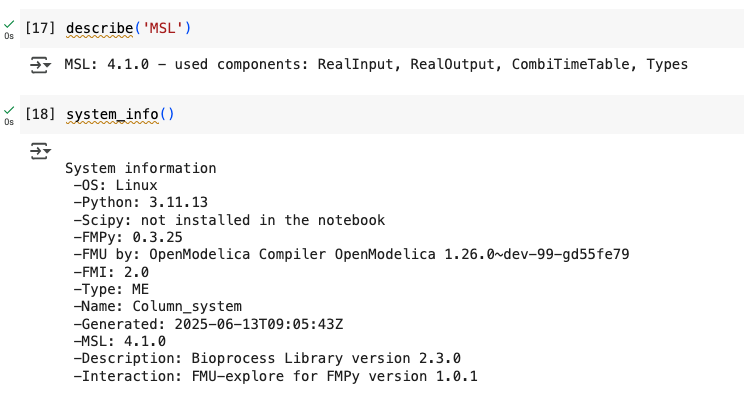 [17] describe('MSL')
0s
MSL: 4.1.0 – used components: RealInput, RealOutput, CombiTimeTable, Types
[18] system_info()
0s
System information
-OS: Linux
-Python: 3.11.13
-Scipy: not installed in the notebook
-FMPy: 0.3.25
-FMU by: OpenModelica Compiler OpenModelica 1.26.0~dev-99-gd55fe79
-FMI: 2.0
-Type: ME
-Name: Column_system
-Generated: 2025-06-13T09:05:43Z
-MSL: 4.1.0
-Description: Bioprocess Library version 2.3.0
-Interaction: FMU-explore for FMPy version 1.0.1